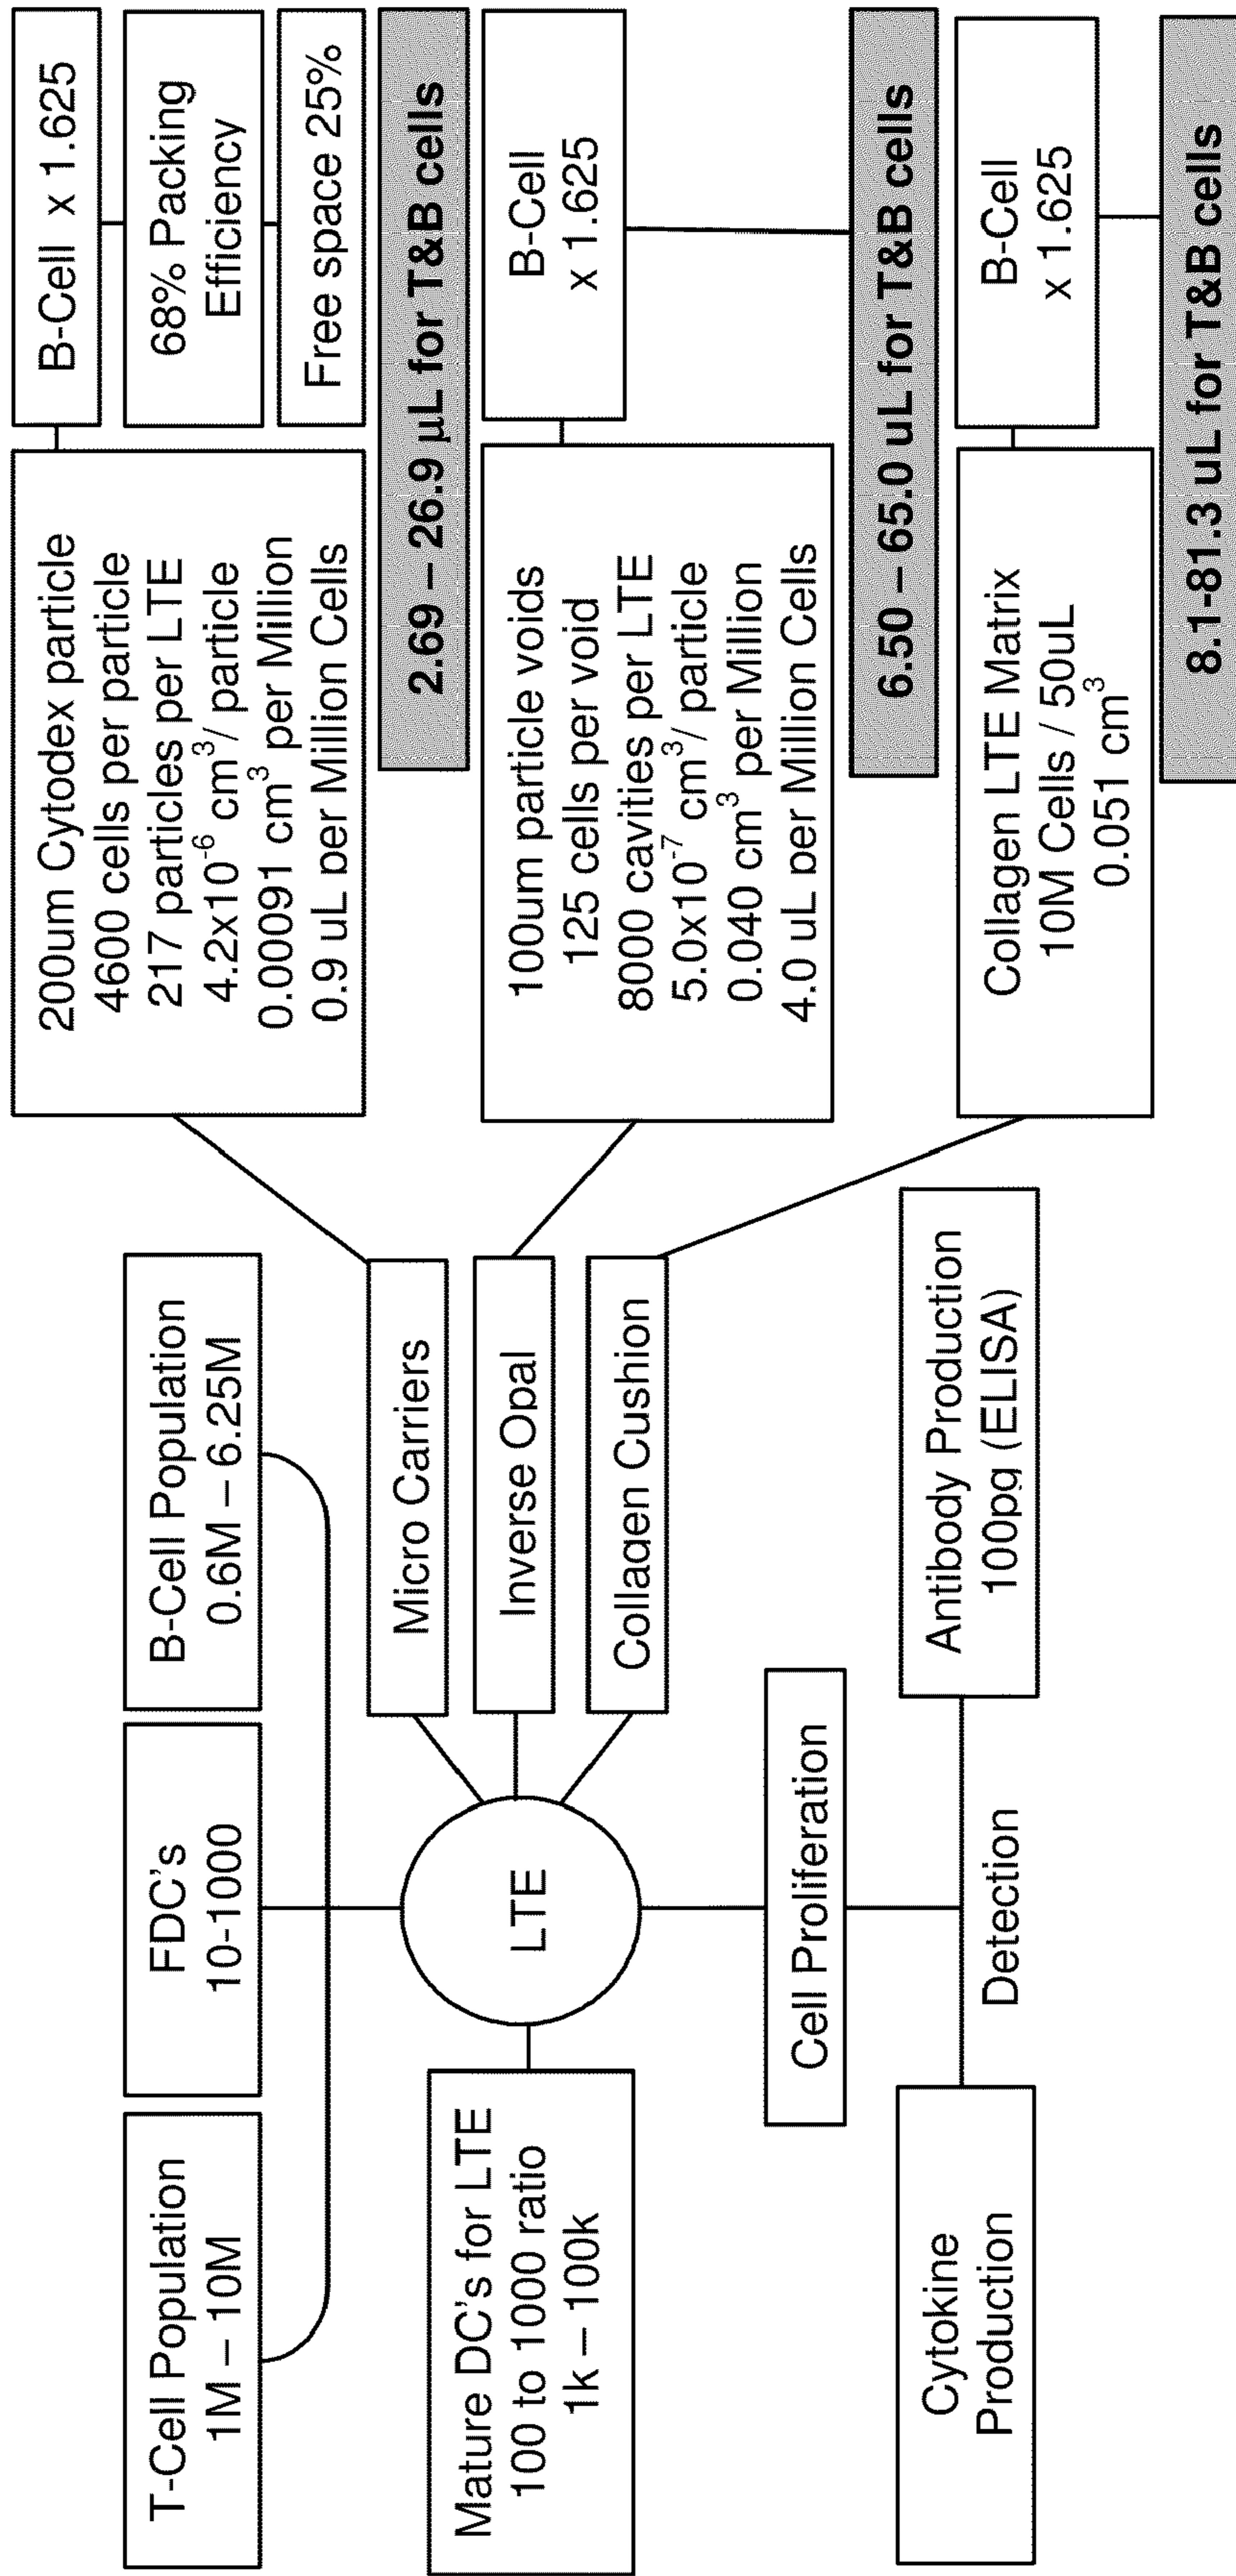 T-Cell Population
1M – 10M
FDC's
10-1000
B-Cell Population
0.6M – 6.25M
Mature DC's for LTE
100 to 1000 ratio
1k – 100k
LTE
Micro Carriers
Inverse Opal
Collagen Cushion
Cell Proliferation
Cytokine
Production
Detection
Antibody Production
100pg (ELISA)
200um Cytodex particle
4600 cells per particle
217 particles per LTE
4.2x10⁻⁶ cm³/ particle
0.00091 cm³ per Million
0.9 uL per Million Cells
B-Cell x 1.625
68% Packing
Efficiency
Free space 25%
2.69 – 26.9 µL for T&B cells
100um particle voids
125 cells per void
8000 cavities per LTE
5.0x10⁻⁷ cm³/ particle
0.040 cm³ per Million
4.0 uL per Million Cells
B-Cell
x 1.625
6.50 – 65.0 uL for T&B cells
Collagen LTE Matrix
10M Cells / 50uL
0.051 cm³
B-Cell
x 1.625
8.1-81.3 uL for T&B cells